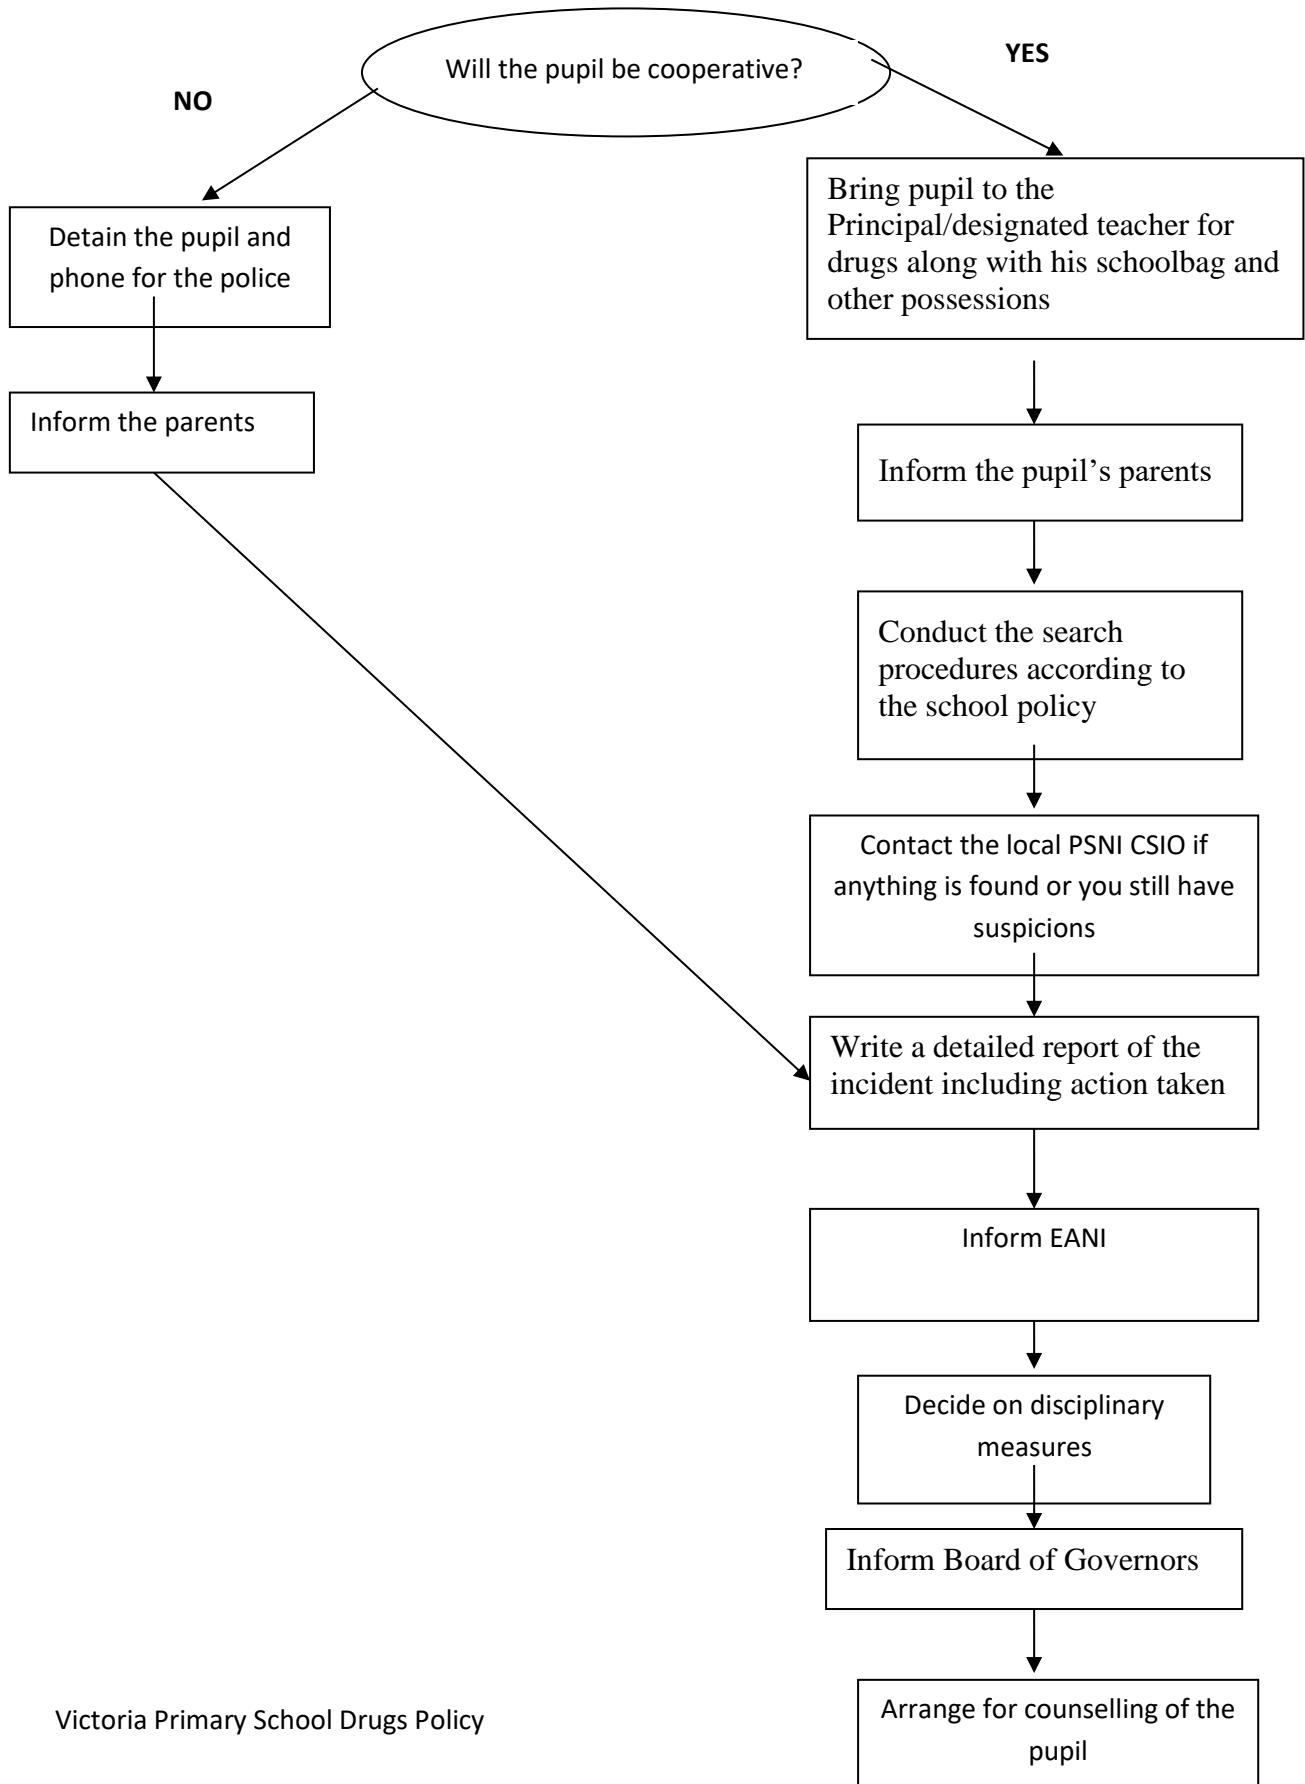 Will the pupil be cooperative?
YES
NO
Bring pupil to the
Principal/designated teacher for
drugs along with his schoolbag and
other possessions
Detain the pupil and
phone for the police
Inform the parents
Inform the pupil’s parents
Conduct the search
procedures according to
the school policy
Contact the local PSNI CSIO if
anything is found or you still have
suspicions
Write a detailed report of the
incident including action taken
Inform EANI
Decide on disciplinary
measures
Inform Board of Governors
Arrange for counselling of the
pupil
Victoria Primary School Drugs Policy